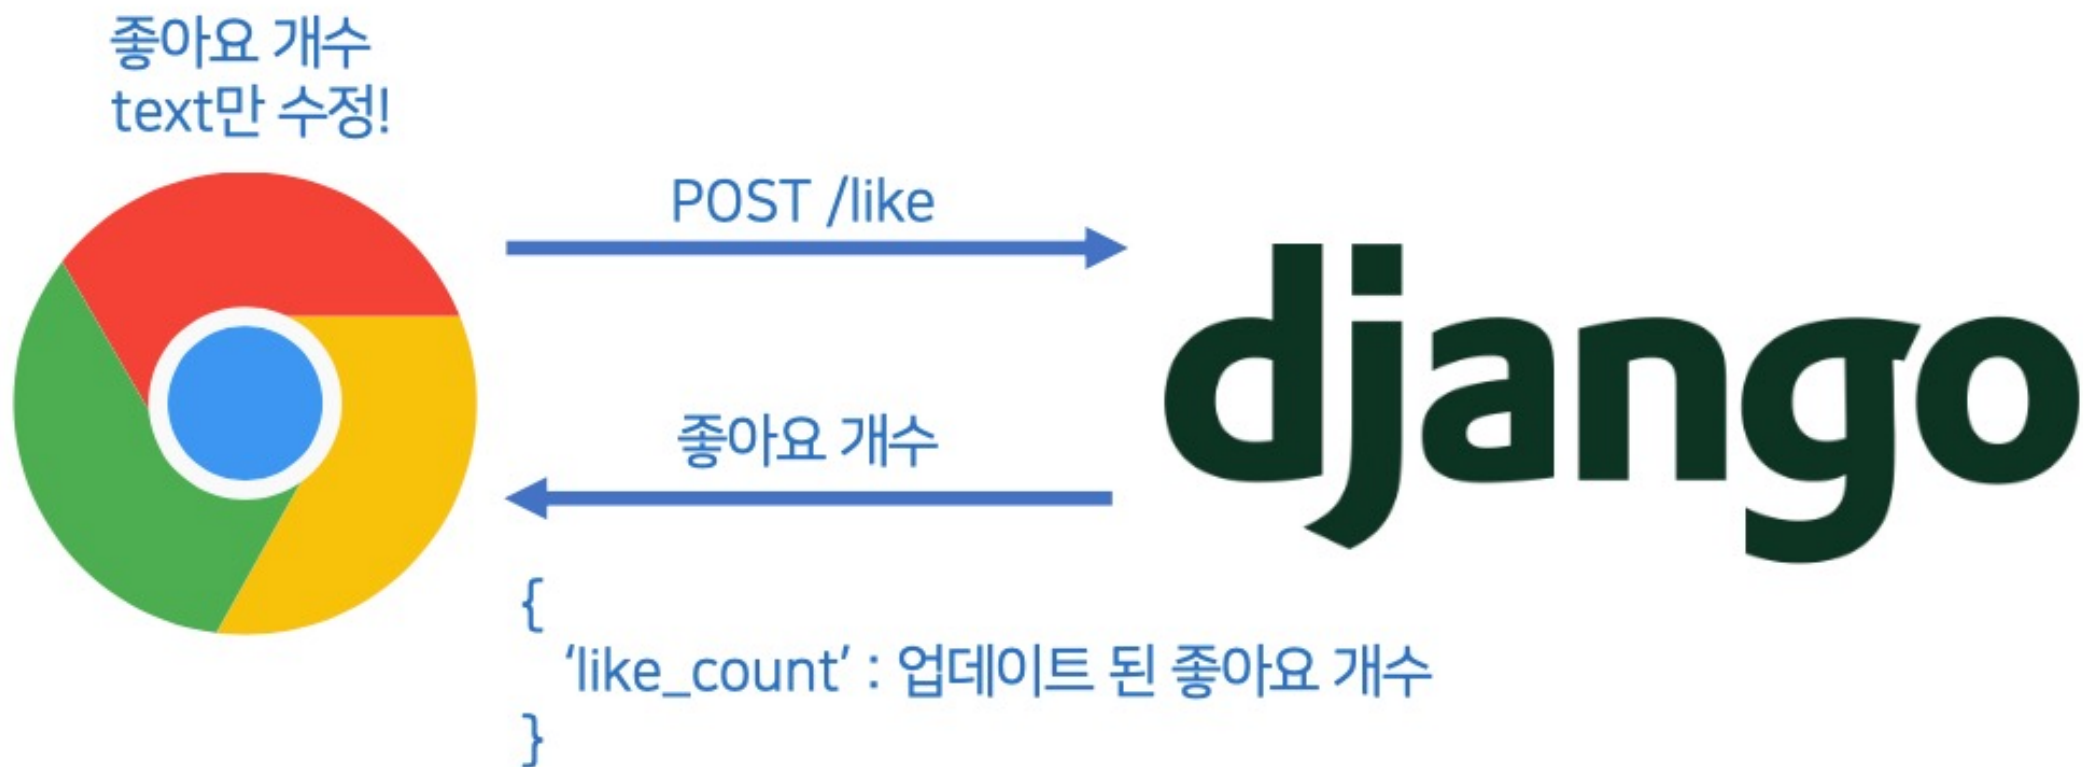 좋아요 개수
text만 수정!
POST /like
django
좋아요 개수
{
‘like_count’ : 업데이트 된 좋아요 개수
}